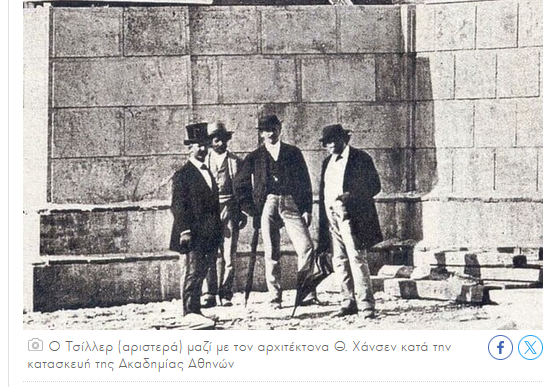 Ο Τσίλλερ (αριστερά) μαζί με τον αρχιτέκτονα Θ. Χάνσεν κατά την
κατασκευή της Ακαδημίας Αθηνών